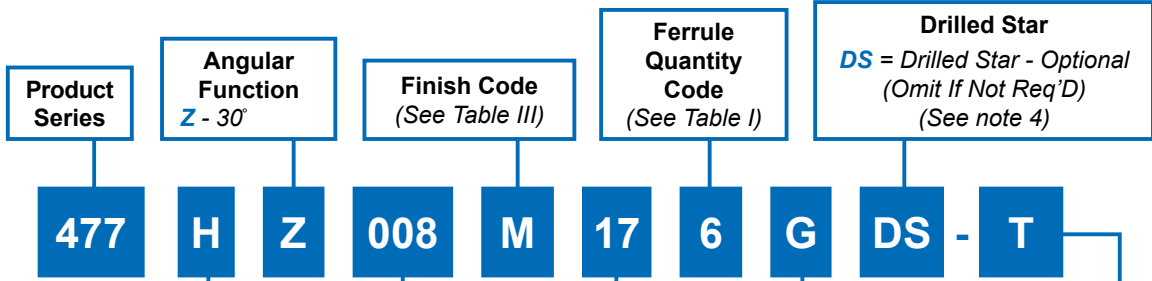 Product
Series
Angular
Function
Z - 30°
Finish Code
(See Table III)
Ferrule
Quantity
Code
(See Table I)
Drilled Star
DS = Drilled Star - Optional
(Omit If Not Req'D)
(See note 4)
477 H Z 008 M 17 6 G DS - T